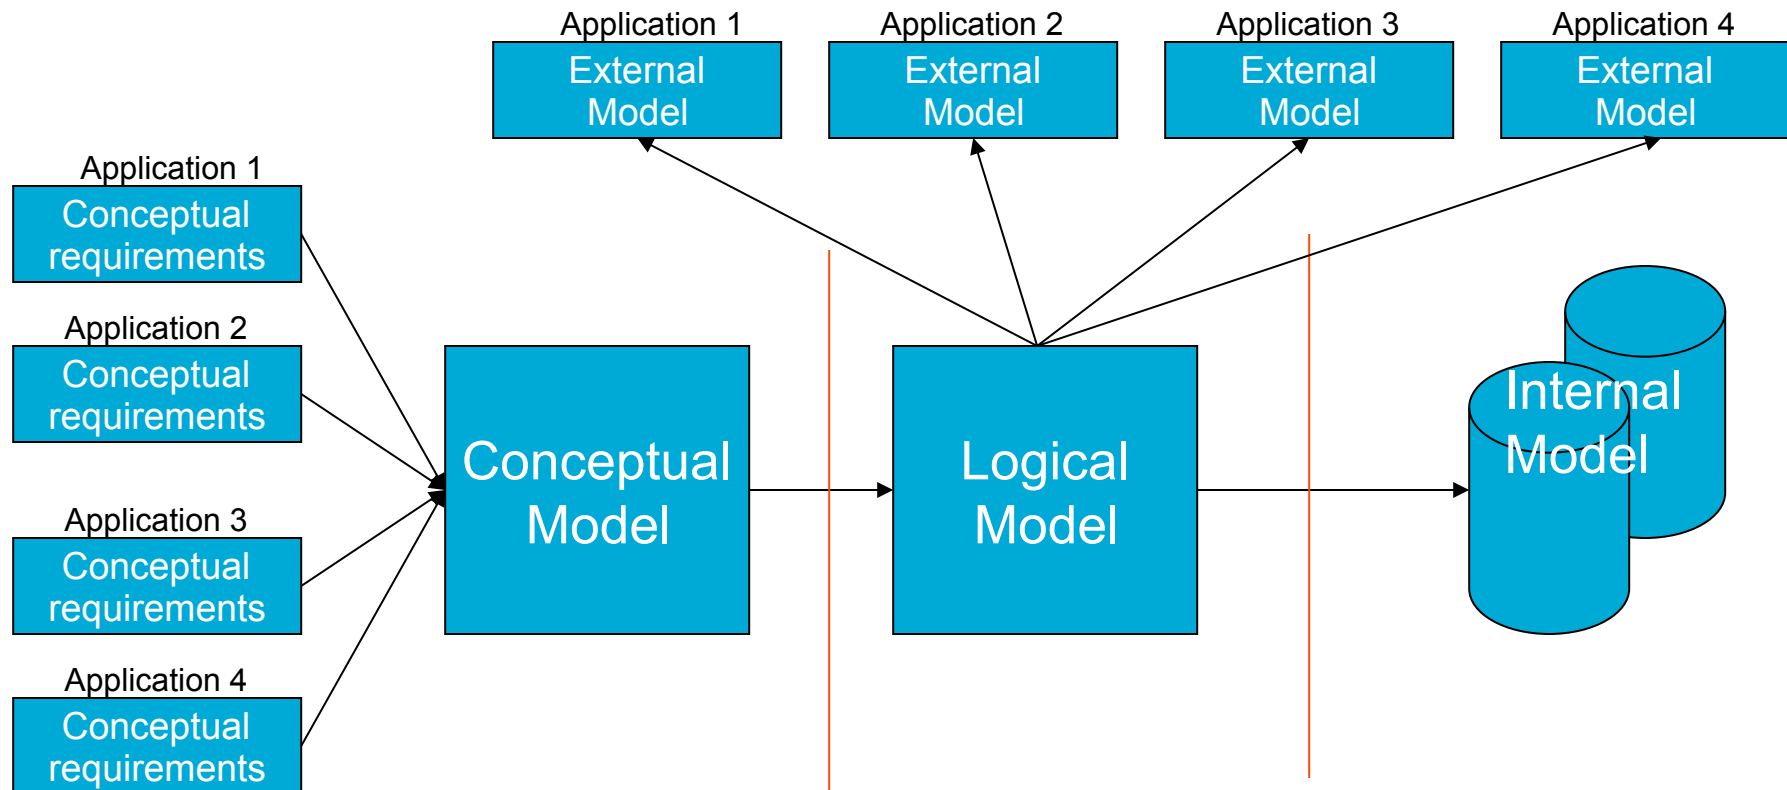 Application 1
External
Model
Application 2
External
Model
Application 3
External
Model
Application 4
External
Model
Application 1
Conceptual
requirements
Application 2
Conceptual
requirements
Application 3
Conceptual
requirements
Application 4
Conceptual
requirements
Conceptual
Model
Logical
Model
Internal
Model